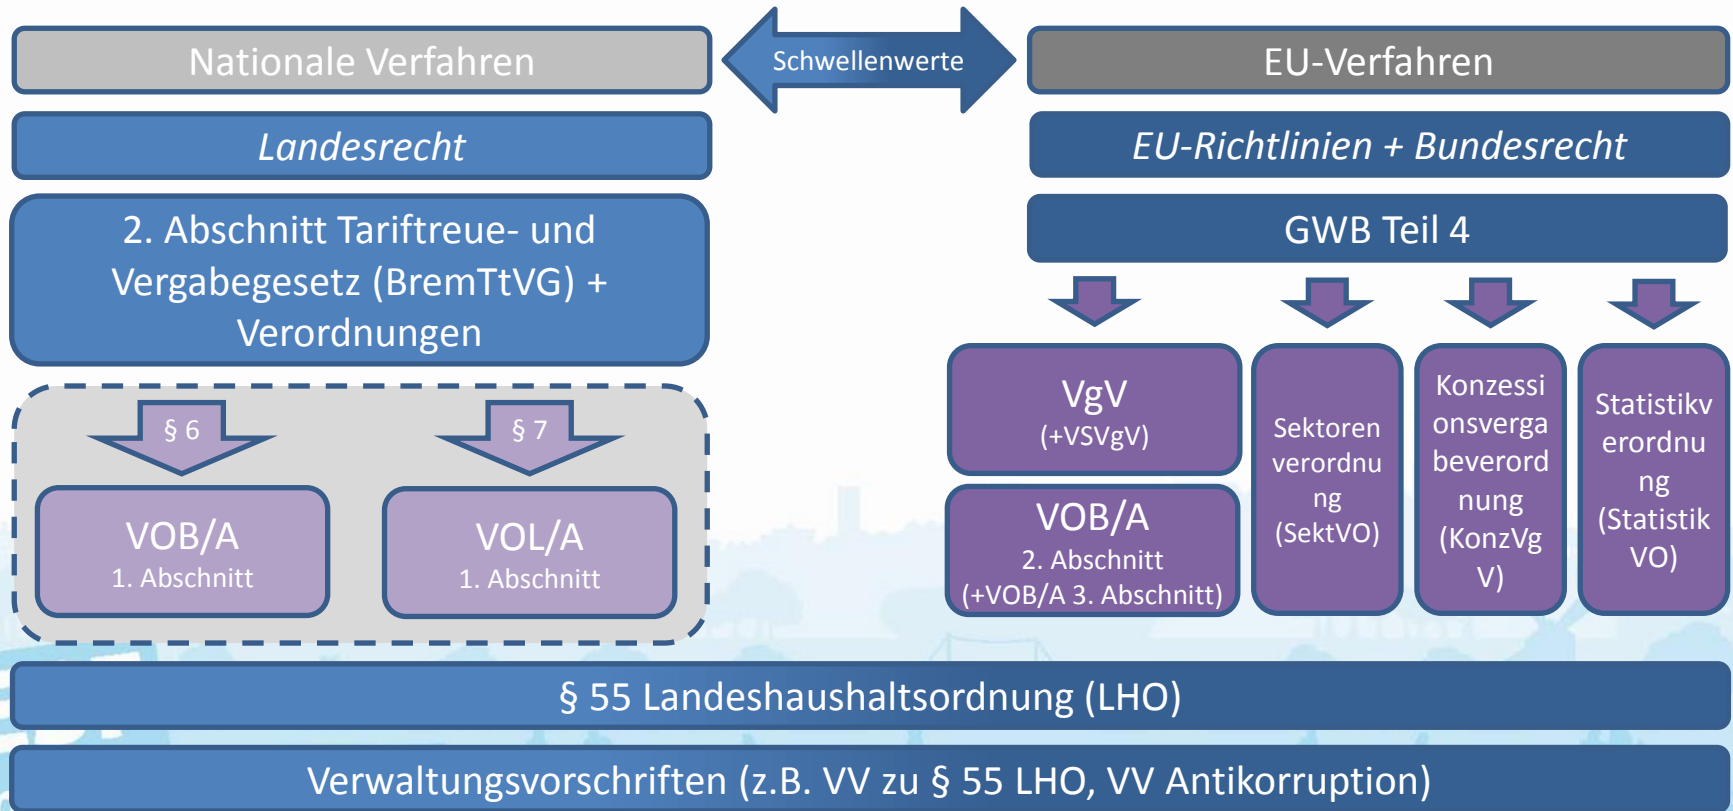 Nationale Verfahren
Schwellenwerte
EU-Verfahren
Landesrecht
EU-Richtlinien + Bundesrecht
2. Abschnitt Tariftreue- und
Vergabegesetz (BremTtVG) +
Verordnungen
GWB Teil 4
§ 6
§ 7
VOB/A
1. Abschnitt
VOL/A
1. Abschnitt
VgV
(+VSVgV)
VOB/A
2. Abschnitt
(+VOB/A 3. Abschnitt)
Sektoren
verordnu
ng
(SektVO)
Konzessi
onsverga
beverord
nung
(KonzVg
V)
Statistikv
erordnu
ng
(Statistik
VO)
§ 55 Landeshaushaltsordnung (LHO)
Verwaltungsvorschriften (z.B. VV zu § 55 LHO, VV Antikorruption)